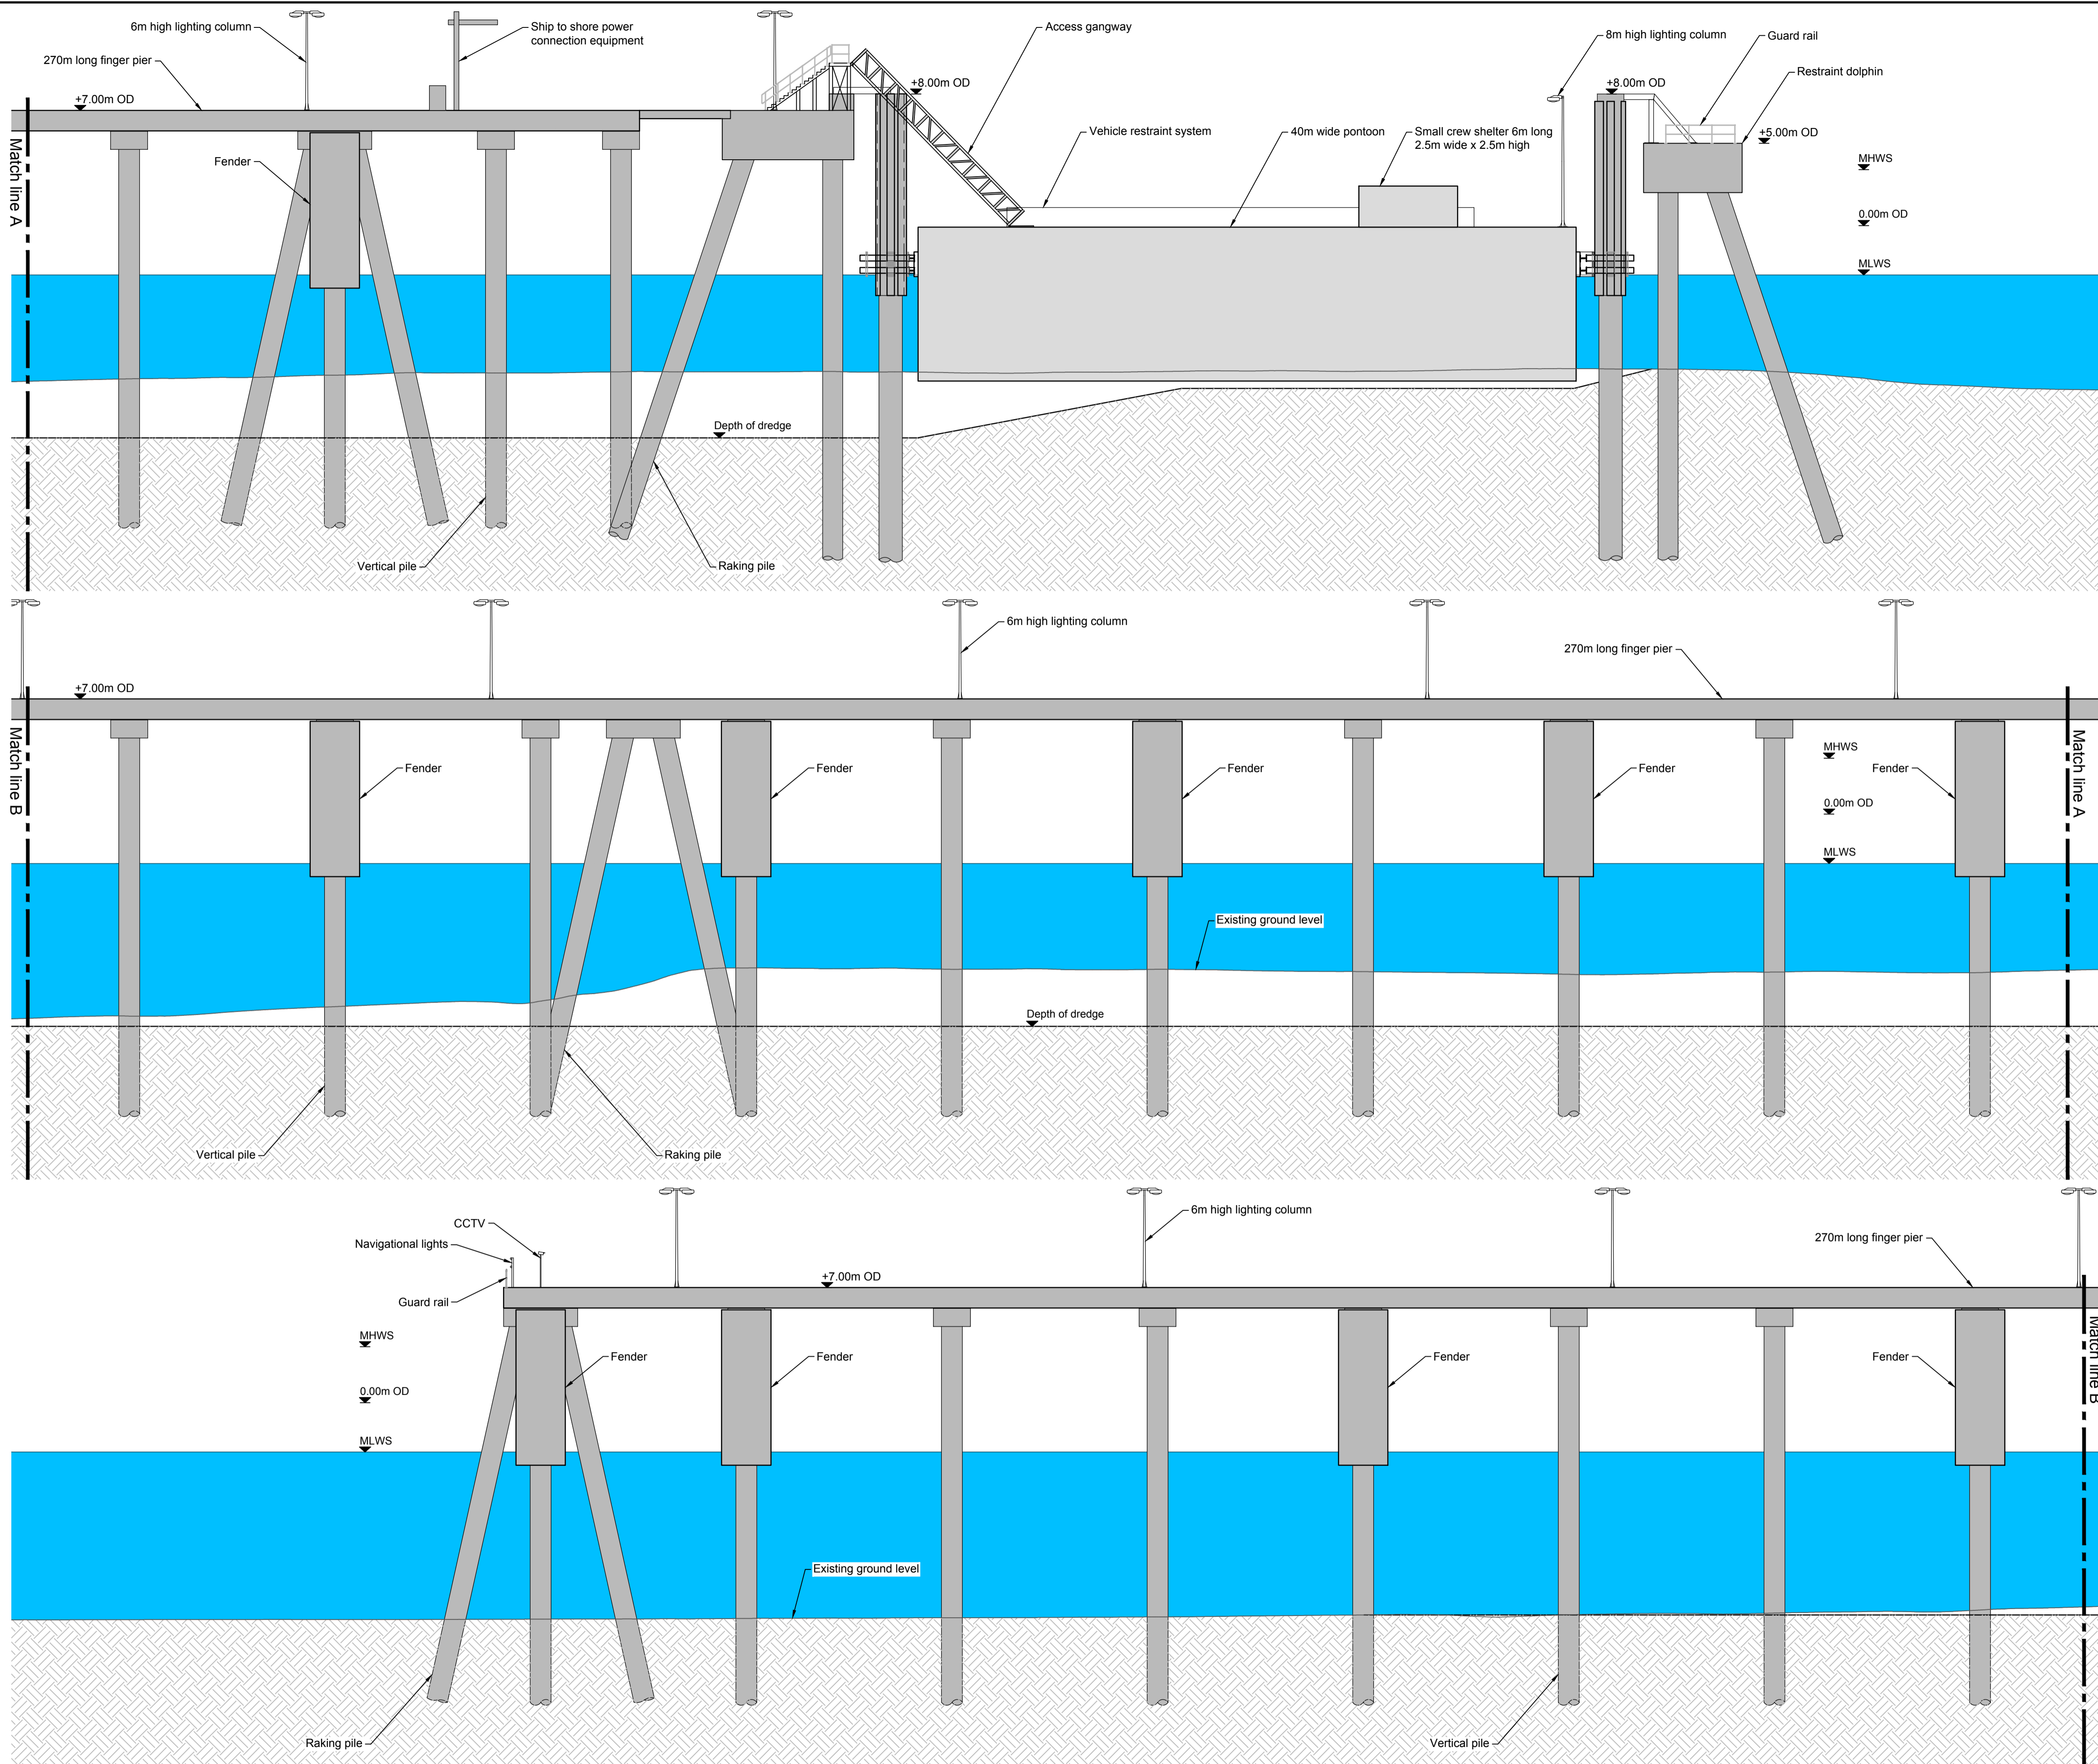 6m high lighting column
Ship to shore power
connection equipment
Access gangway
8m high lighting column
Guard rail
270m long finger pier
Restraint dolphin
+7.00m OD
+8.00m OD
+8.00m OD
Vehicle restraint system
40m wide pontoon
Small crew shelter 6m long
2.5m wide x 2.5m high
+5.00m OD
Match line A
Fender
MHWS
0.00m OD
MLWS
Depth of dredge
Vertical pile
Raking pile
6m high lighting column
270m long finger pier
+7.00m OD
Match line B
Match line A
MHWS
Fender
Fender
Fender
Fender
Fender
0.00m OD
MLWS
Existing ground level
Depth of dredge
Vertical pile
Raking pile
CCTV
6m high lighting column
Navigational lights
270m long finger pier
+7.00m OD
Guard rail
Match line B
MHWS
Fender
Fender
Fender
Fender
0.00m OD
MLWS
Existing ground level
Raking pile
Vertical pile